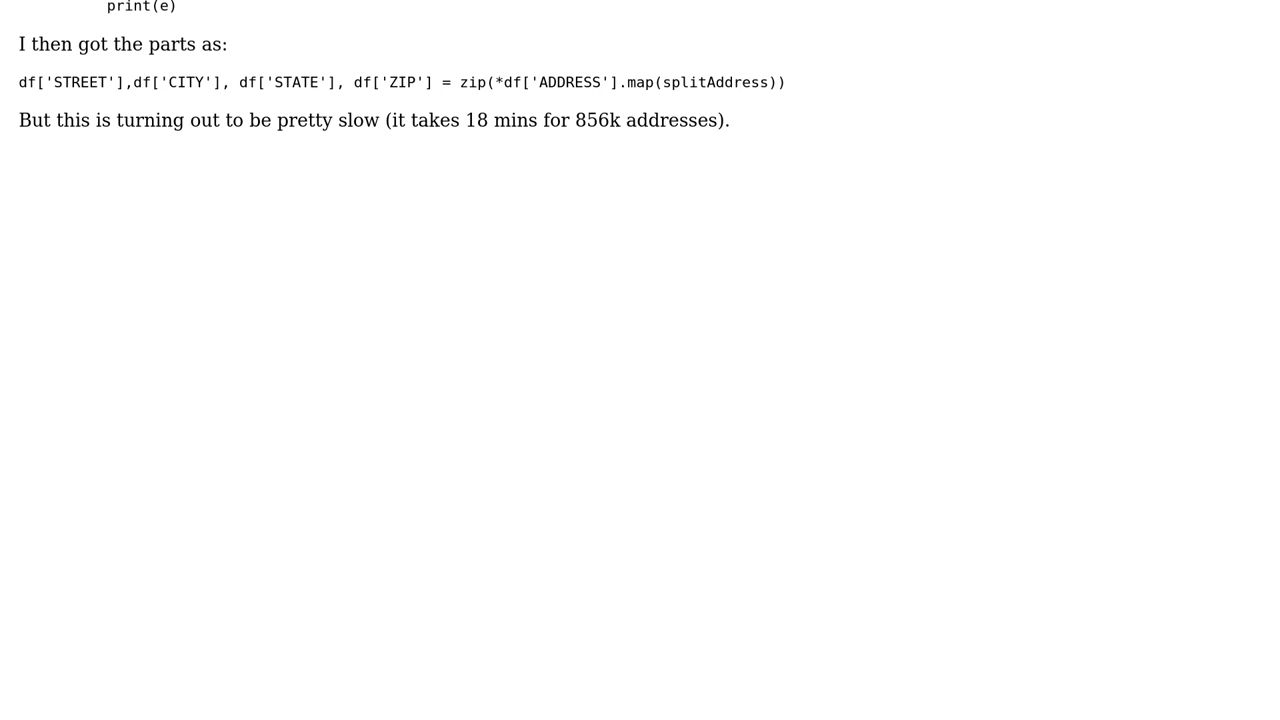 print(e)
I then got the parts as:
df['STREET'],df['CITY'], df['STATE'], df['ZIP'] = zip(*df['ADDRESS'].map(splitAddress))
But this is turning out to be pretty slow (it takes 18 mins for 856k addresses).